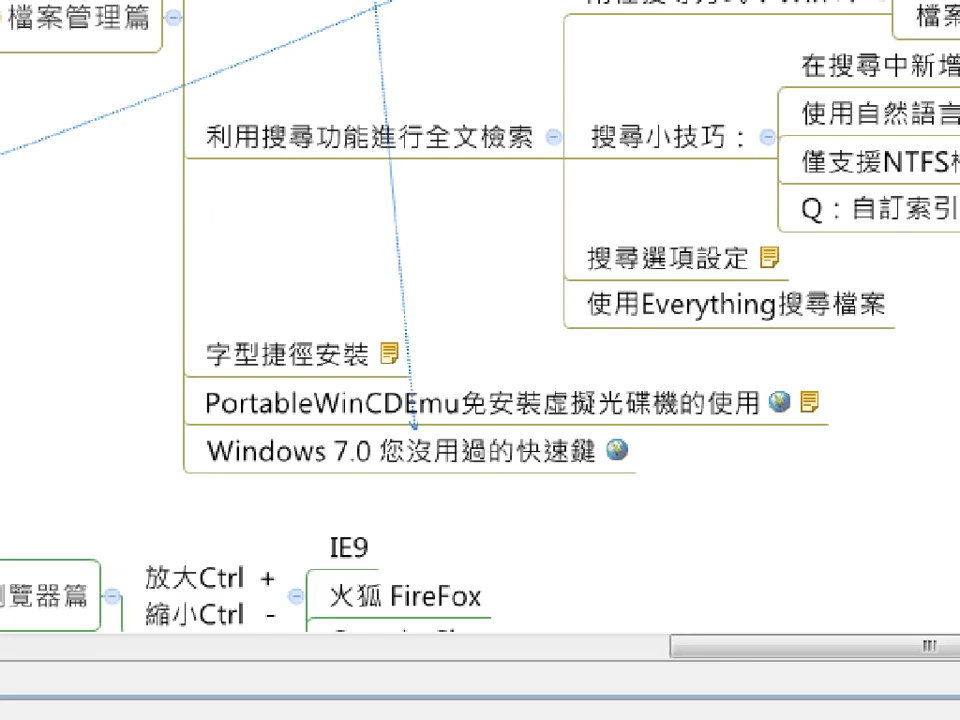 檔案管理篇
檔案
在搜尋中新增
使用自然語言
利用搜尋功能進行全文檢索
搜尋小技巧：
僅支援NTFS
Q：自訂索引
搜尋選項設定
使用Everything搜尋檔案
字型捷徑安裝
PortableWinCDEmu免安裝虛擬光碟機的使用
Windows 7.0 您沒用過的快速鍵
IE9
放大Ctrl +
覽器篇
火狐 FireFox
縮小Ctrl -